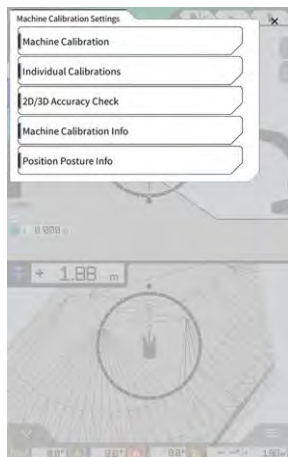 Machine Calibration Settings
×
Machine Calibration
Individual Calibrations
2D/3D Accuracy Check
Machine Calibration Info
Position Posture Info
+ 1.88 m